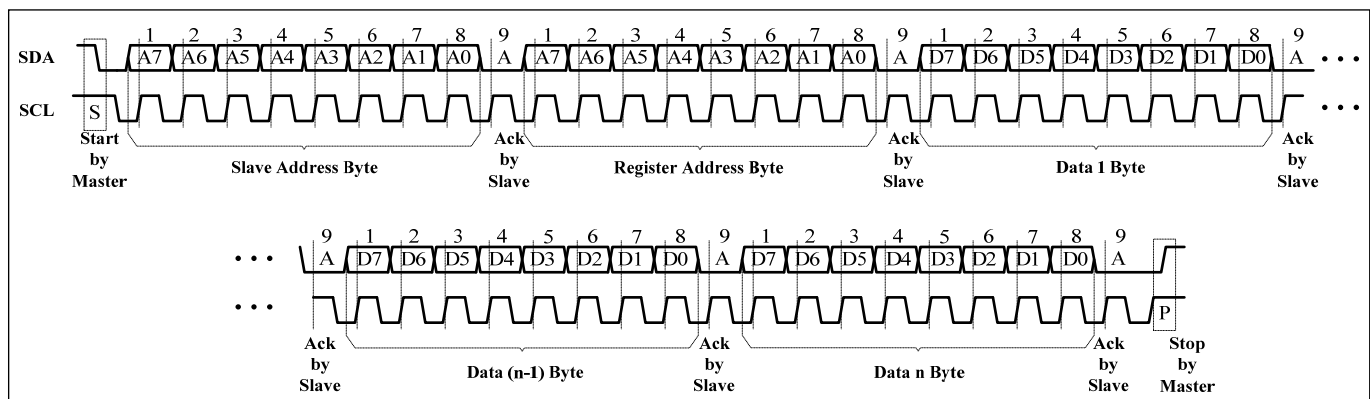 1 2 3 4 5 6 7 8 9 1 2 3 4 5 6 7 8 9 1 2 3 4 5 6 7 8 9
SDA A7 A6 A5 A4 A3 A2 A1 A0 A A7 A6 A5 A4 A3 A2 A1 A0 A D7 D6 D5 D4 D3 D2 D1 D0 A • • •
SCL S • • •
Start by Master
Slave Address Byte
Ack by Slave
Register Address Byte
Ack by Slave
Data 1 Byte
Ack by Slave
9 1 2 3 4 5 6 7 8 9 1 2 3 4 5 6 7 8 9
• • • A D7 D6 D5 D4 D3 D2 D1 D0 A D7 D6 D5 D4 D3 D2 D1 D0 A
• • • P
Ack by Slave
Data (n-1) Byte
Ack by Slave
Data n Byte
Ack by Slave
Stop by Master